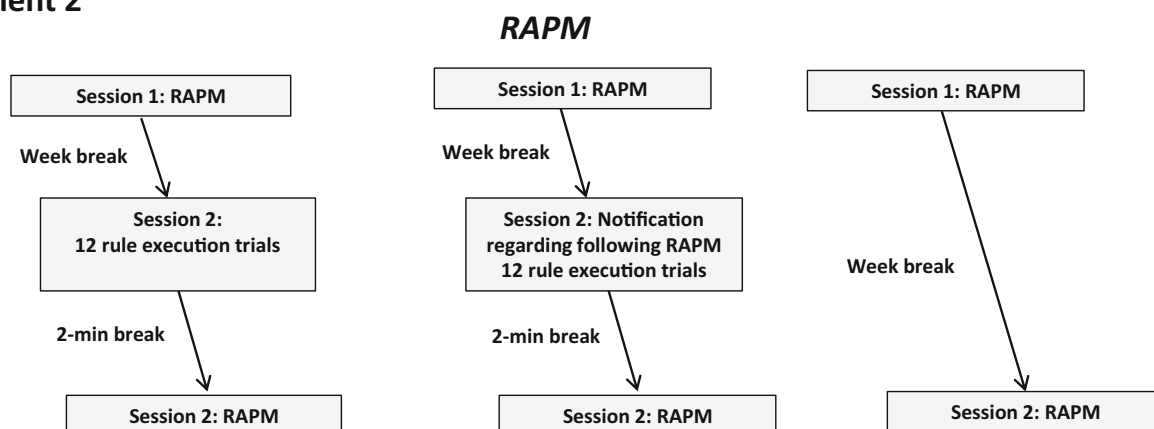 RAPM
Session 1: RAPM
Week break
Session 2:
12 rule execution trials
2-min break
Session 2: RAPM
Session 1: RAPM
Week break
Session 2: Notification
regarding following RAPM
12 rule execution trials
2-min break
Session 2: RAPM
Session 1: RAPM
Week break
Session 2: RAPM